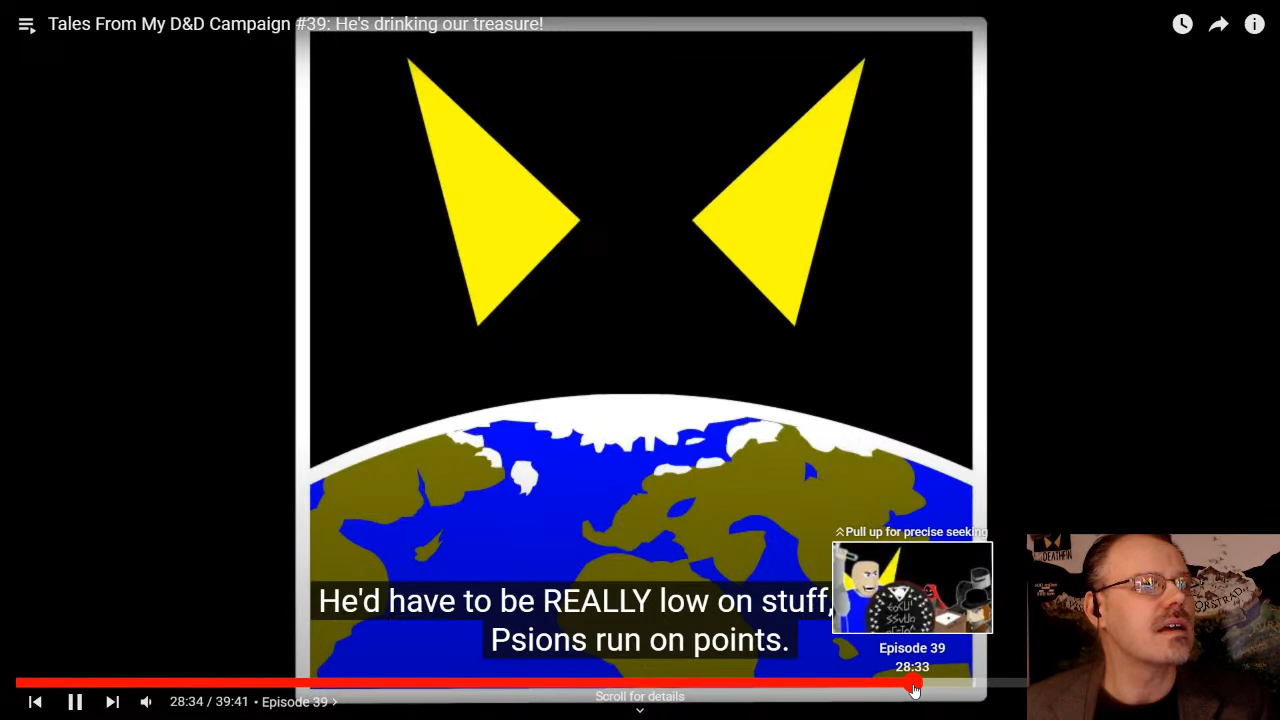 Tales From My D&D Campaign #39: He's drinking our treasure!
Pull up for precise seeking
He'd have to be REALLY low on stuff,
Psions run on points.
Episode 39
28:33
Scroll for details
28:34 / 39:41 • Episode 39